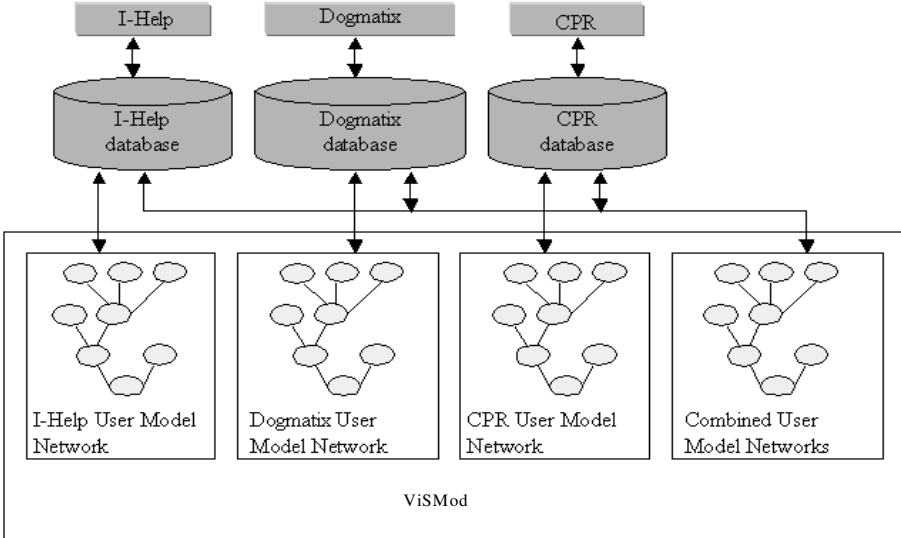 I-Help
Dogmatix
CPR
I-Help
database
Dogmatix
database
CPR
database
I-Help User Model
Network
Dogmatix User
Model Network
CPR User Model
Network
Combined User
Model Networks
ViSMod